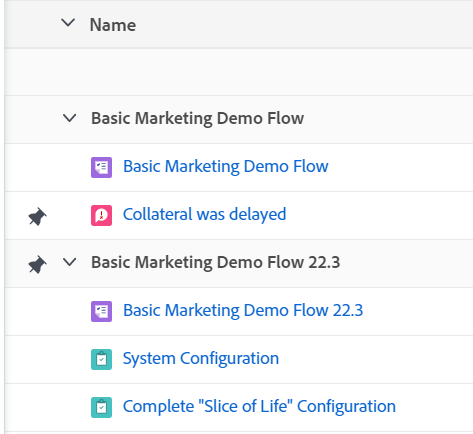 Name
Basic Marketing Demo Flow
Basic Marketing Demo Flow
Collateral was delayed
Basic Marketing Demo Flow 22.3
Basic Marketing Demo Flow 22.3
System Configuration
Complete "Slice of Life" Configuration